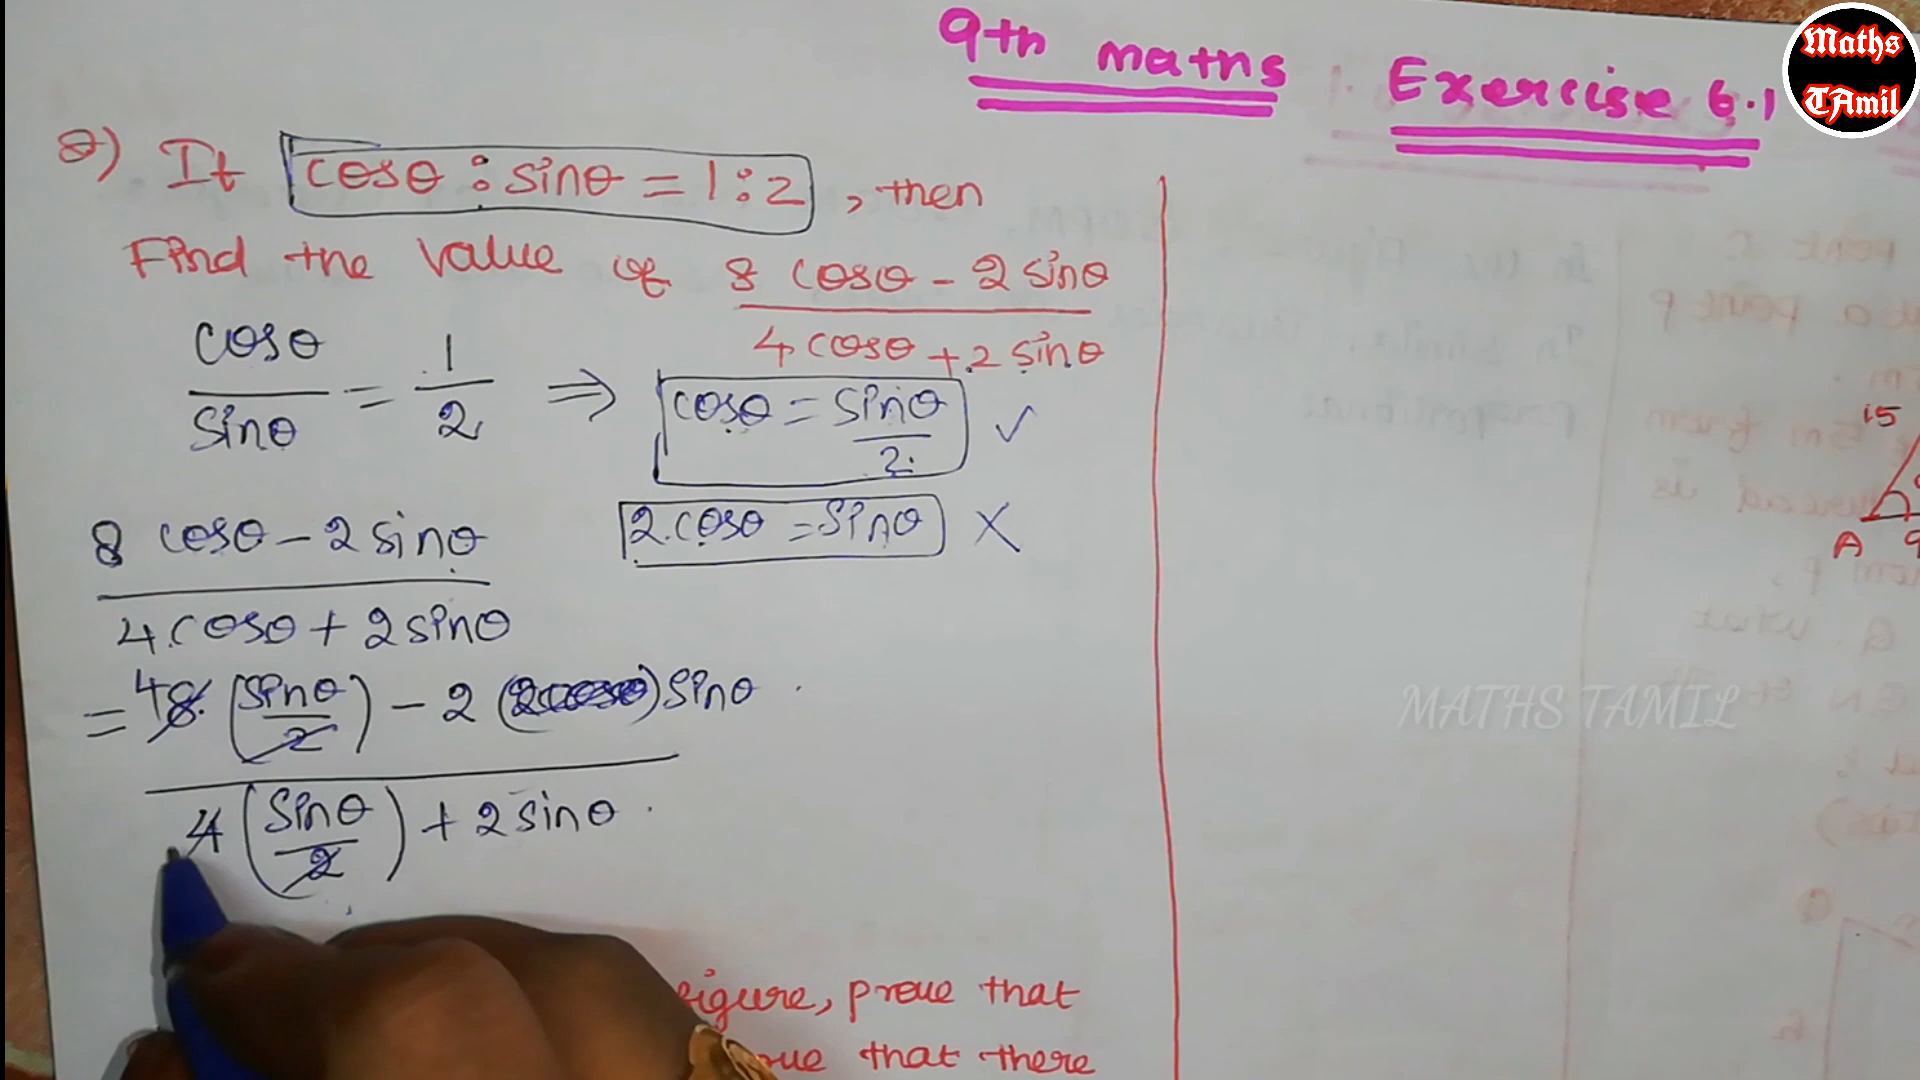 9th maths Exercise 6.1
Maths
TAmil
8) If cosθ : sinθ = 1:2, then
Find the value of 8 cosθ - 2 sinθ
4 cosθ + 2 sinθ
cosθ / sinθ = 1/2 ⇒ cosθ = sinθ/2 ✓
2.cosθ = sinθ ✗
8 cosθ - 2 sinθ
4.cosθ + 2 sinθ
= 4 8. (sinθ/2) - 2 (2cosθ) sinθ
4 (sinθ/2) + 2 sinθ
MATHS TAMIL
15
A 9
figure, prove that
that there